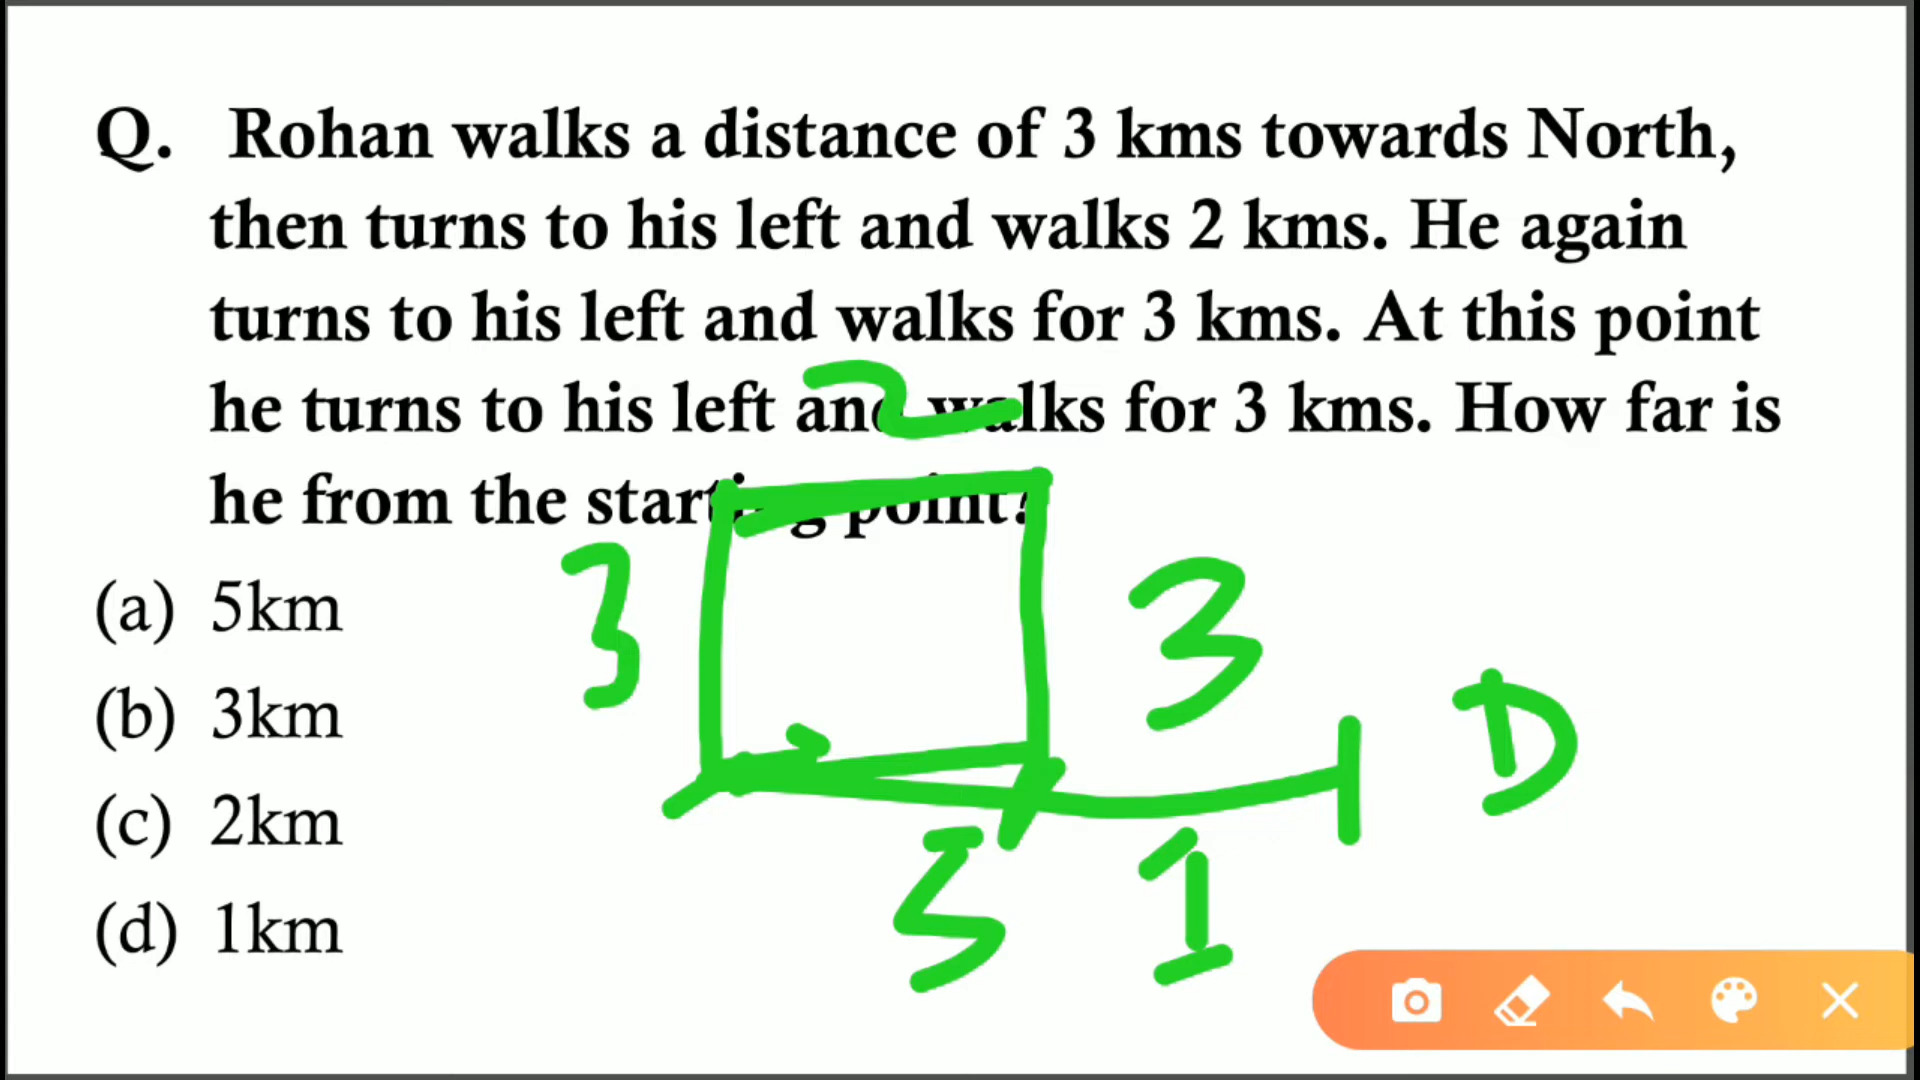 Q. Rohan walks a distance of 3 kms towards North,
then turns to his left and walks 2 kms. He again
turns to his left and walks for 3 kms. At this point
he turns to his left and walks for 3 kms. How far is
he from the starting point?
2
3
3
D
(a) 5km
(b) 3km
(c) 2km
(d) 1km
1